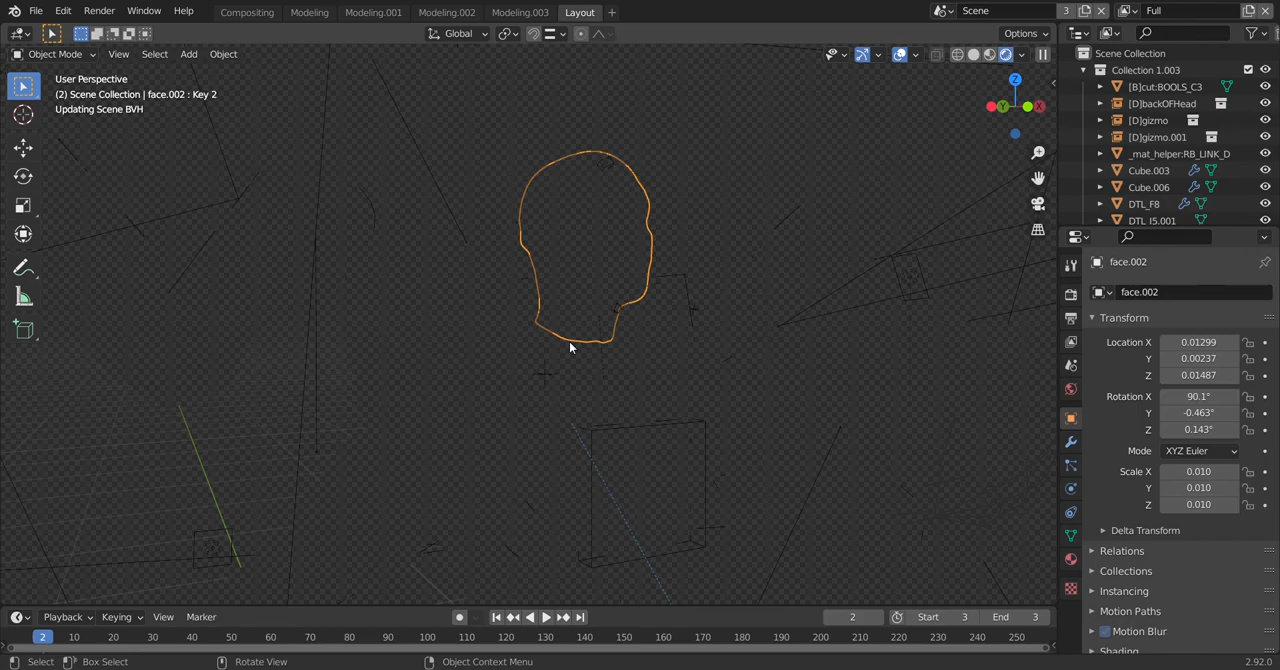 File Edit Render Window Help Compositing Modeling Modeling.001 Modeling.002 Modeling.003 Layout Scene 3 Full
Global Options
Object Mode View Select Add Object
User Perspective
(2) Scene Collection | face.002 : Key 2
Updating Scene BVH
Z
Y
X
Scene Collection
Collection 1.003
[B]cut:BOOLS_C3
[D]backOFHead
[D]gizmo
[D]gizmo.001
_mat_helper:RB_LINK_D
Cube.003
Cube.006
DTL_F8
DTL_I5.001
face.002
face.002
Transform
Location X 0.01299
Y 0.00237
Z 0.01487
Rotation X 90.1°
Y -0.463°
Z 0.143°
Mode XYZ Euler
Scale X 0.010
Y 0.010
Z 0.010
Delta Transform
Relations
Collections
Instancing
Motion Paths
Motion Blur
Shading
Playback Keying View Marker 2 Start 3 End 3
2 10 20 30 40 50 60 70 80 90 100 110 120 130 140 150 160 170 180 190 200 210 220 230 240 250
Select Box Select Rotate View Object Context Menu 2.92.0